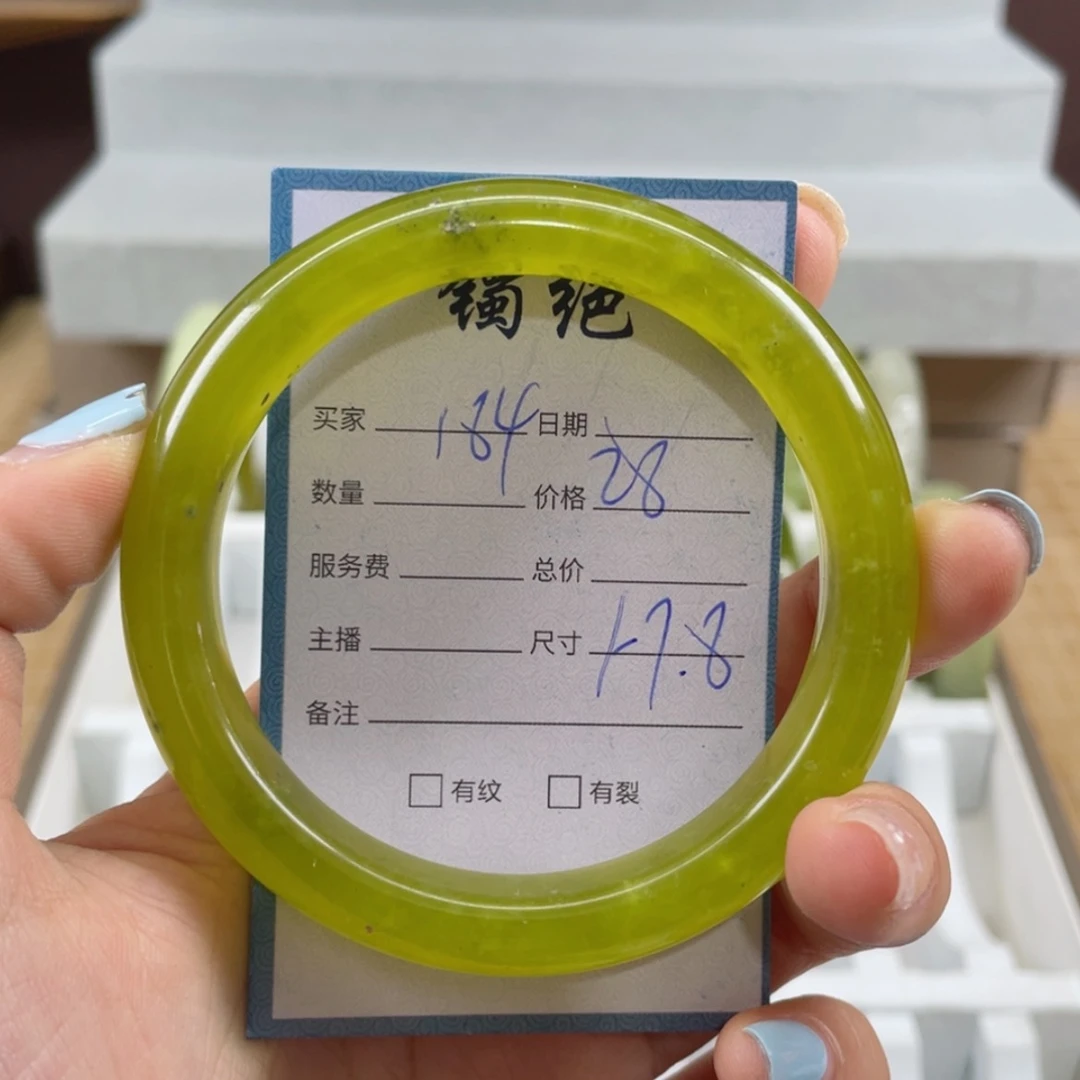 镯绝
买家 184 日期
数量 价格 28
服务费 总价
主播 尺寸 57.8
备注
有纹 有裂